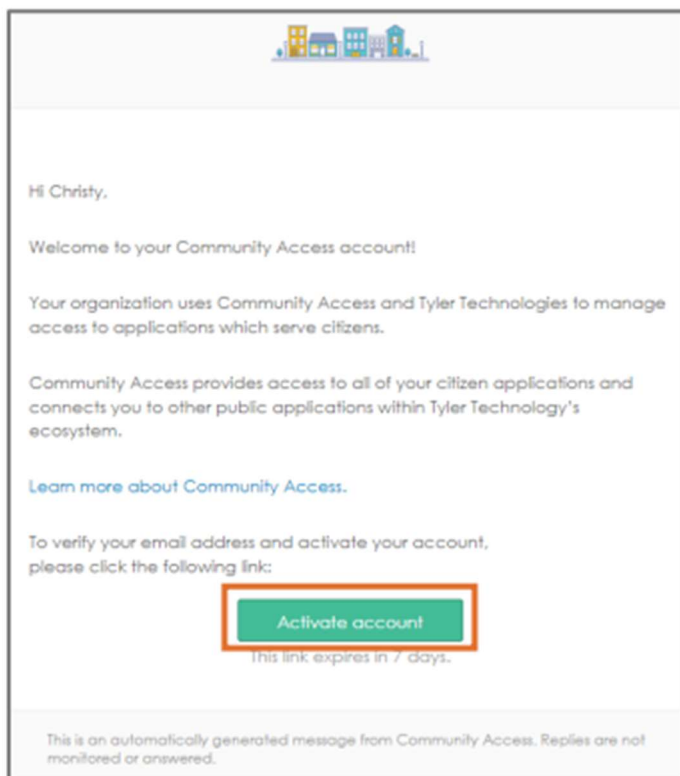 Hi Christy,
Welcome to your Community Access account!
Your organization uses Community Access and Tyler Technologies to manage
access to applications which serve citizens.
Community Access provides access to all of your citizen applications and
connects you to other public applications within Tyler Technology's
ecosystem.
Learn more about Community Access.
To verify your email address and activate your account,
please click the following link:
Activate account
This link expires in 7 days.
This is an automatically generated message from Community Access. Replies are not
monitored or answered.